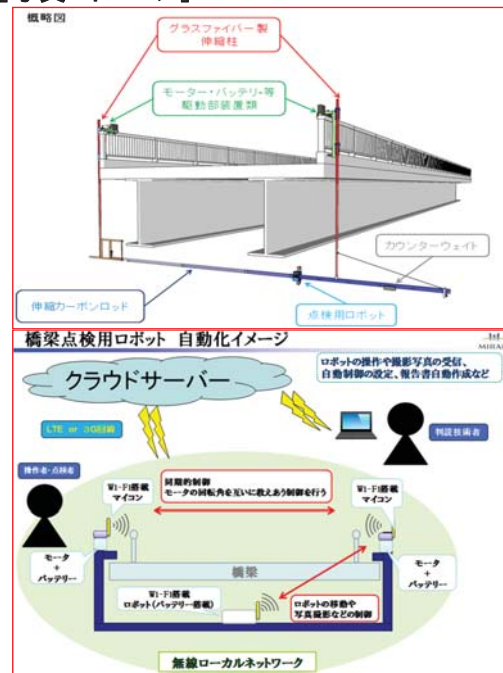 概略図
グラスファイバー製
伸縮柱
モーター・バッテリー等
駆動部装置類
カウンターウェイト
伸縮カーボンロッド
点検用ロボット
橋梁点検用ロボット 自動化イメージ
MIRAI
クラウドサーバー
ロボットの操作や撮影写真の受信、
自動制御の設定、報告書自動作成など
LTE or 3G回線
判説技術者
操作者・点検者
Wi-Fi搭載
マイコン
同期的制御
モータの回転角を互いに教えあう制御を行う
Wi-Fi搭載
マイコン
モータ
+
バッテリー
橋梁
モータ
+
バッテリー
Wi-Fi搭載
ロボット(バッテリー搭載)
ロボットの移動や
写真撮影などの制御
無線ローカルネットワーク